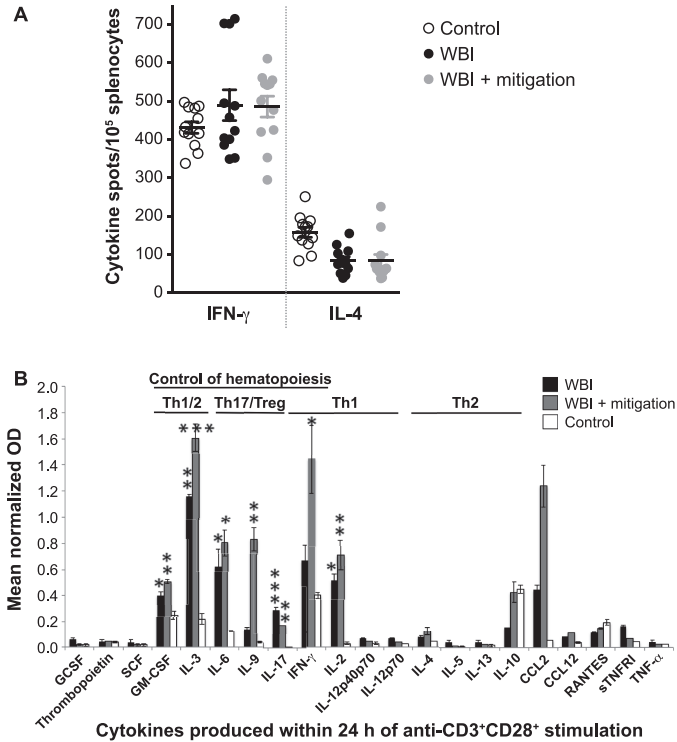 A
Cytokine spots/10⁵ splenocytes
700
600
500
400
300
200
100
0
IFN-γ
IL-4
Control
WBI
WBI + mitigation
B
Mean normalized OD
2.0
1.8
1.6
1.4
1.2
1.0
0.8
0.6
0.4
0.2
0.0
Control of hematopoiesis
Th1/2
Th17/Treg
Th1
Th2
WBI
WBI + mitigation
Control
*
**
**
***
*
*
**
***
**
*
*
**
GCSF
Thrombopoietin
SCF
GM-CSF
IL-3
IL-6
IL-9
IL-17
IFN-γ
IL-2
IL-12p40p70
IL-12p70
IL-4
IL-5
IL-13
IL-10
CCL2
CCL12
RANTES
sTNFRI
TNF-α
Cytokines produced within 24 h of anti-CD3⁺CD28⁺ stimulation